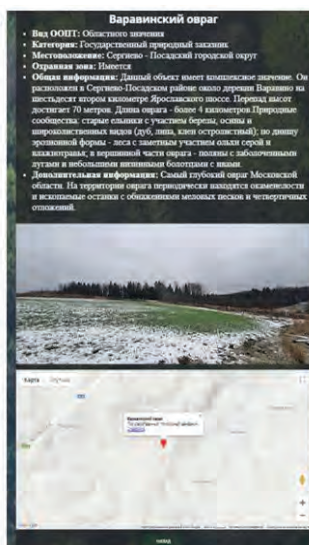 Варавинский овраг
• Вид ООПТ: Областного значения
• Категория: Государственный природный заказник
• Местоположение: Сергиево - Посадский городской округ
• Охранная зона: Имеется
• Общая информация: Данный объект имеет комплексное значение. Он
расположен в Сергиево-Посадском районе около деревни Варавино на
шестьдесят втором километре Ярославского шоссе. Перепад высот
достигает 70 метров. Длина оврага - более 4 километров Природные
сообщества: старые ельники с участием березы, осины и
широколиственных видов (дуб, липа, клен остролистный); по днищу
эрозионной формы - леса с заметным участием ольхи серой и
влажнотравья; в вершинной части оврага - поляны с заболоченными
лугами и небольшими низинными болотцами с ивами.
• Дополнительная информация: Самый глубокий овраг Московской
области. На территории оврага периодически находятся окаменелости
и ископаемые останки с обнажениями меловых песков и четвертичных
отложений.
Карта
Варавинский овраг
назад